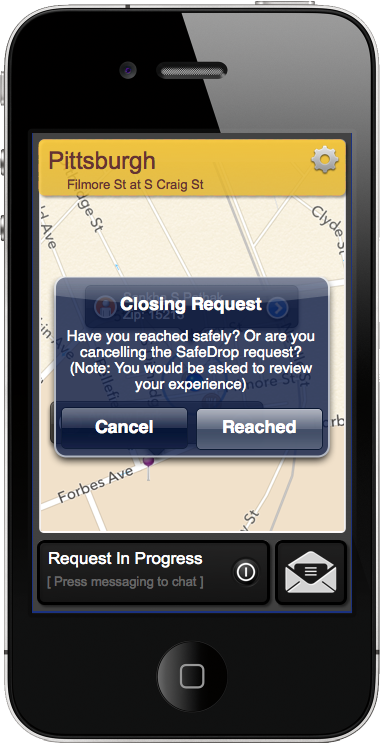 Pittsburgh
Filmore St at S Craig St
Clyde St
Zip: 15213
Closing Request
Have you reached safely? Or are you
cancelling the SafeDrop request?
(Note: You would be asked to review
your experience)
Cancel
Reached
Forbes Ave
Request In Progress
[ Press messaging to chat ]